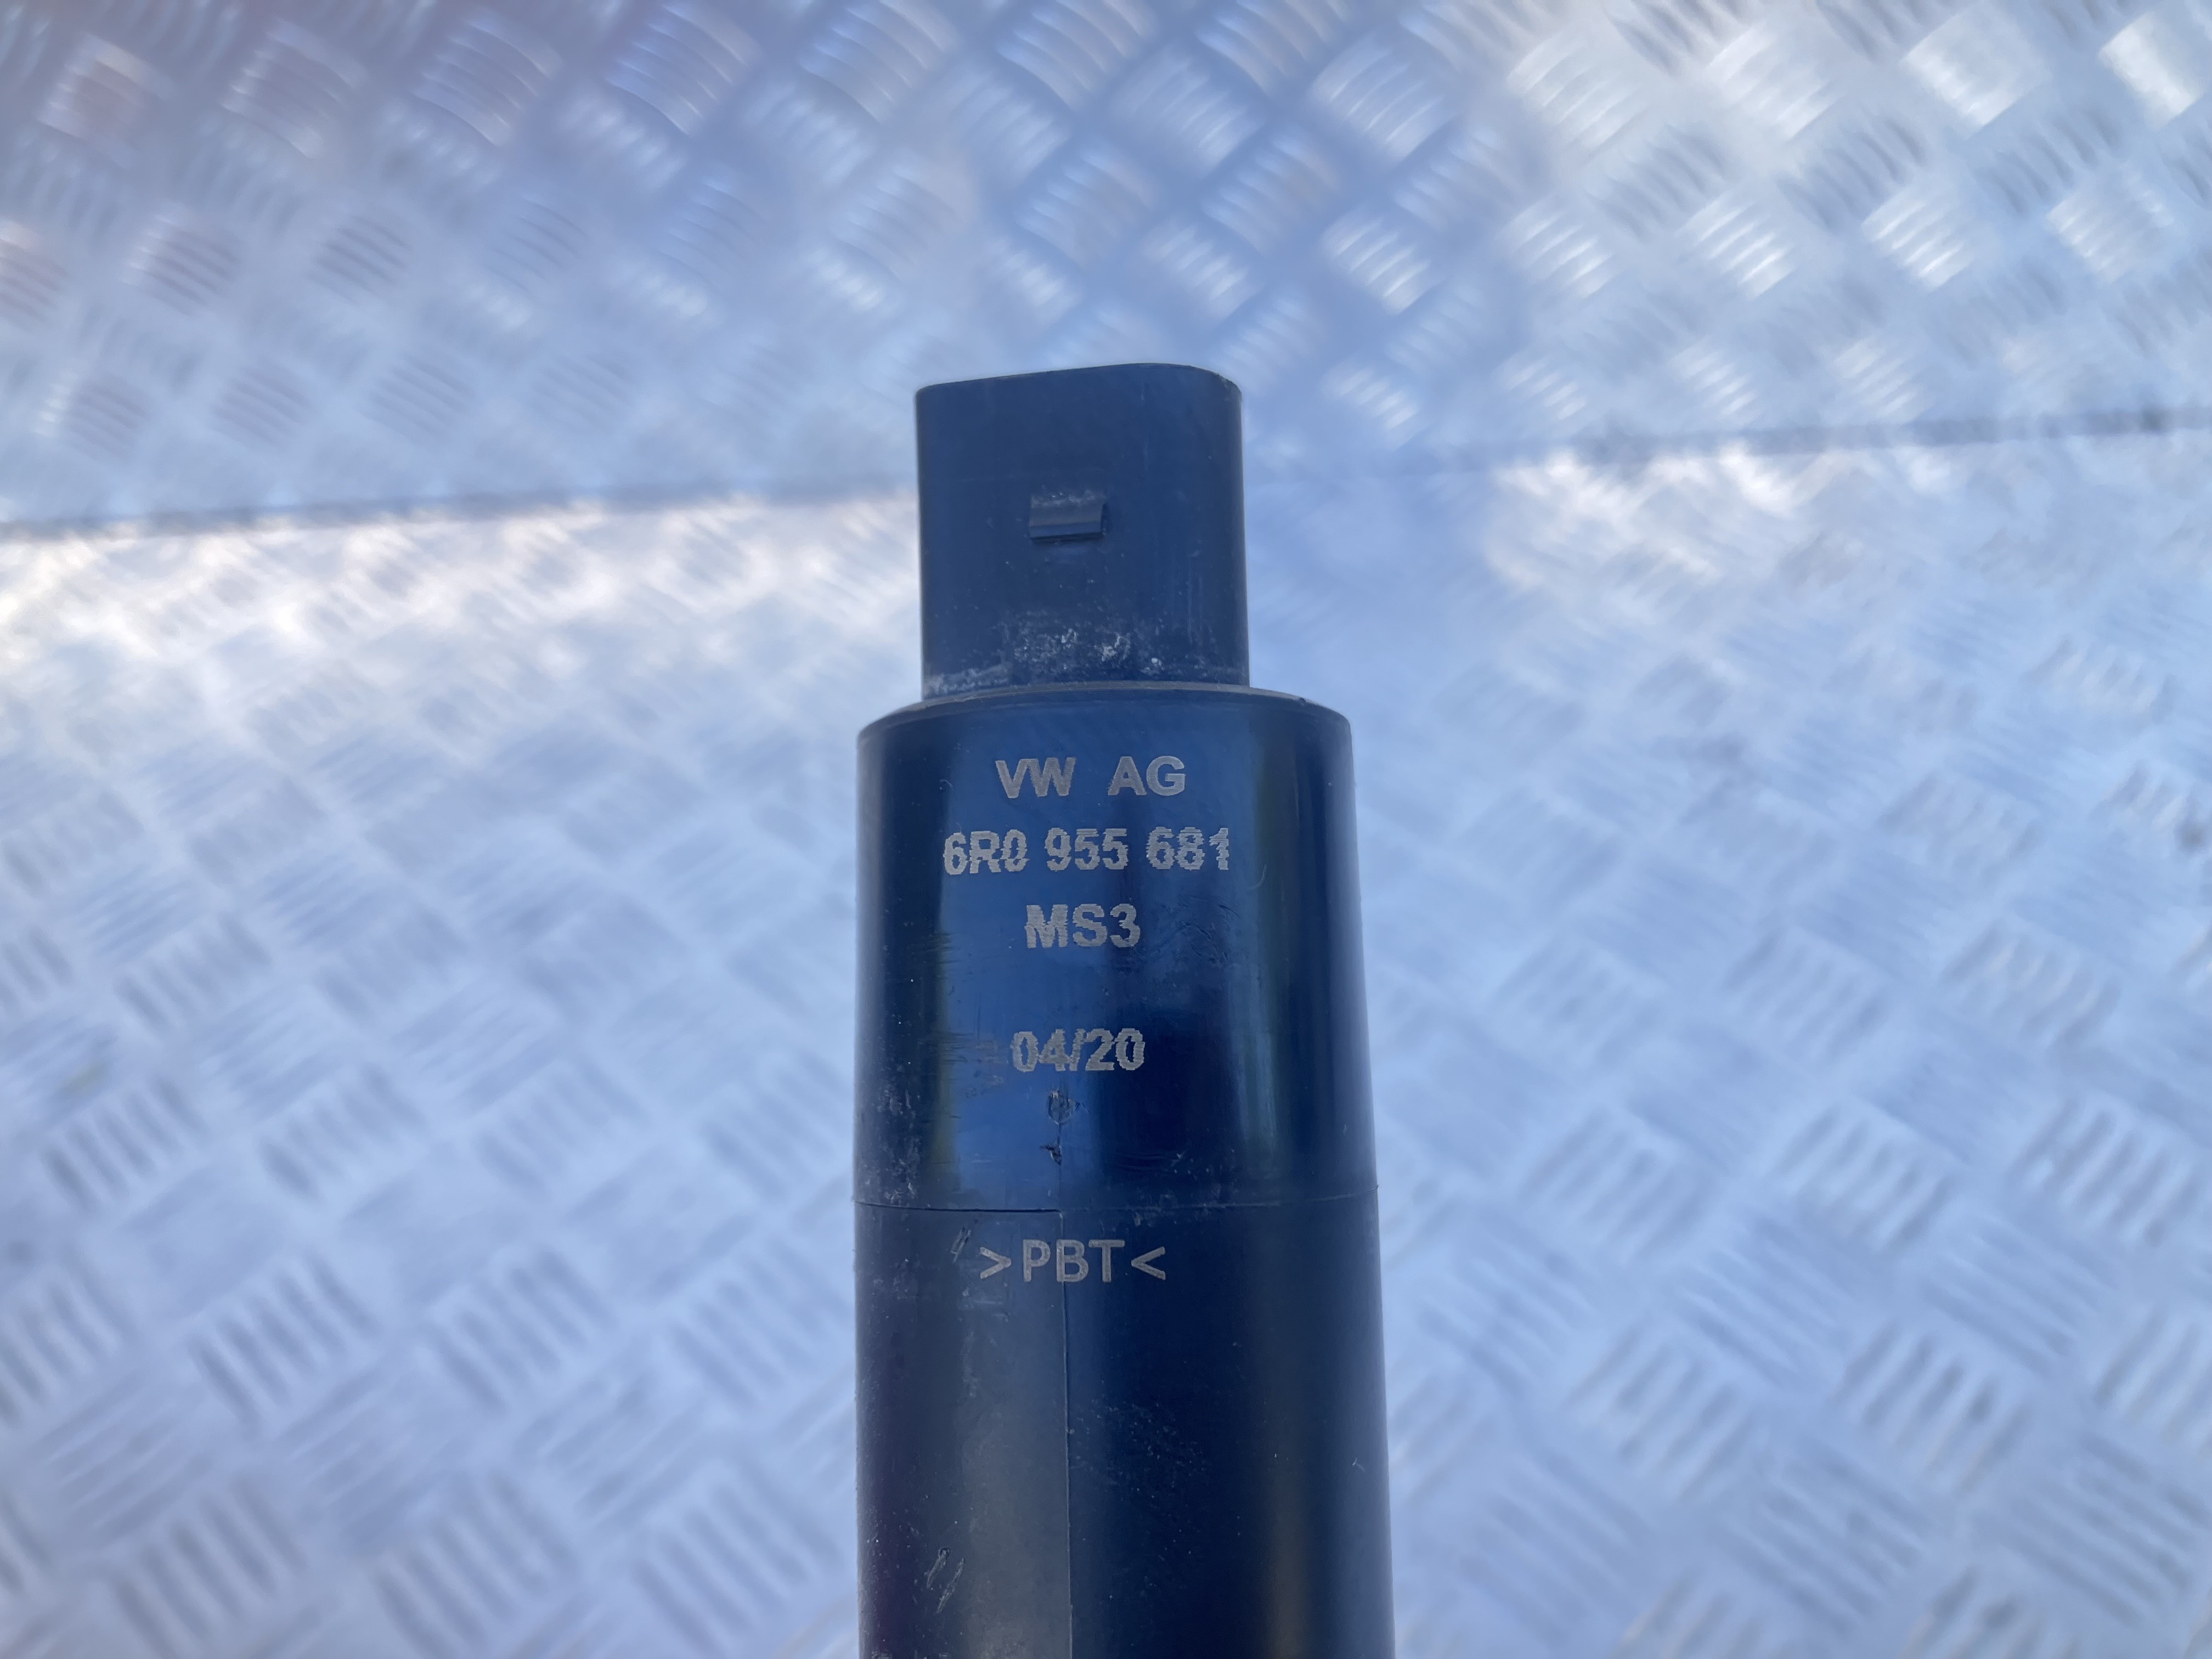 VW AG
6R0 955 681
MS3
04/20
>PBT<